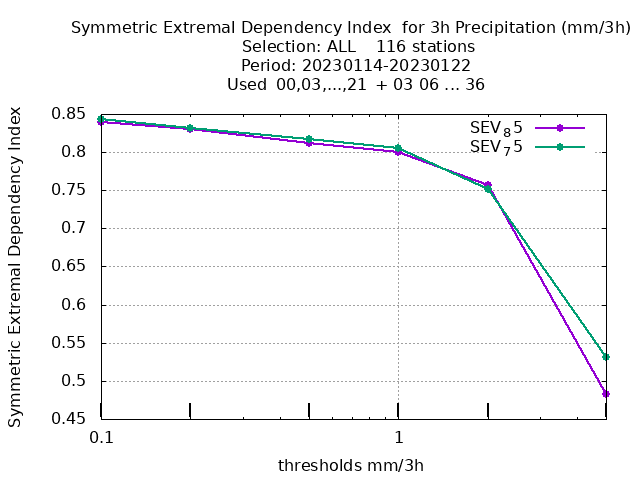 Symmetric Extremal Dependency Index  for 3h Precipitation (mm/3h)
Selection: ALL    116 stations
Period: 20230114-20230122
Used  00,03,...,21  + 03 06 ... 36
Symmetric Extremal Dependency Index
0.85
0.8
0.75
0.7
0.65
0.6
0.55
0.5
0.45
SEV₈5
SEV₇5
0.1
1
thresholds mm/3h